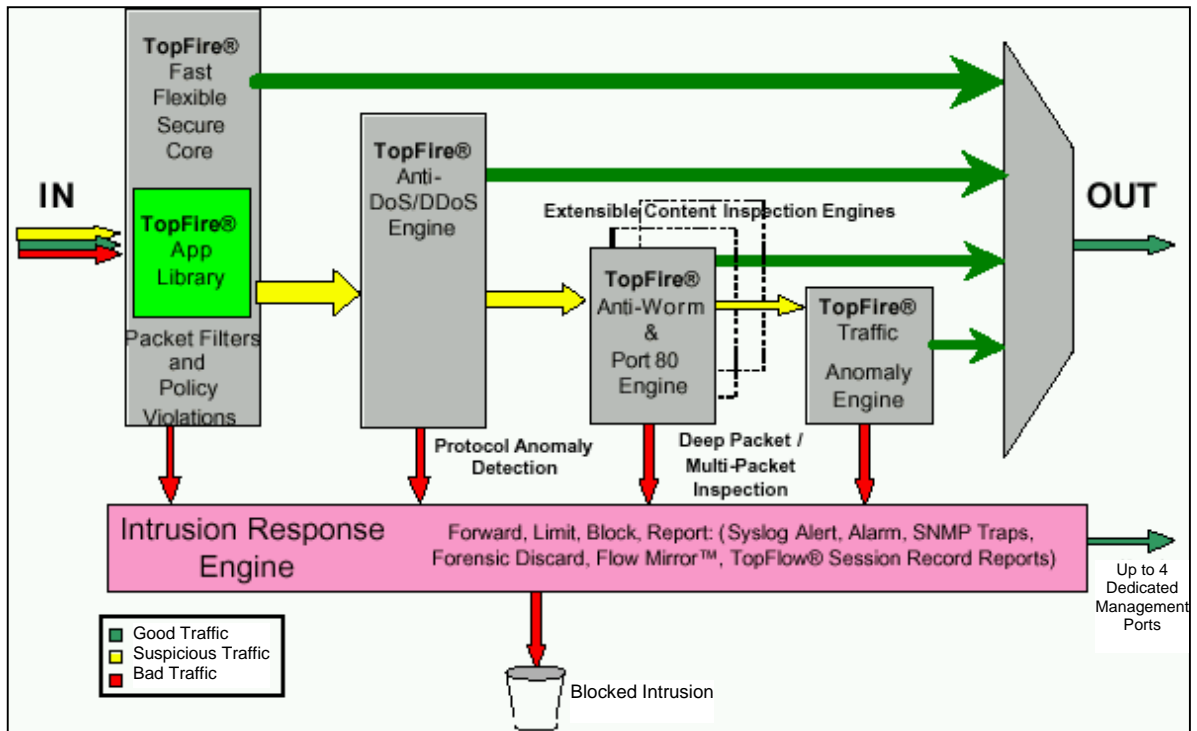 TopFire®
Fast
Flexible
Secure
Core
IN
TopFire®
App
Library
Packet Filters
and
Policy
Violations
TopFire®
Anti-
DoS/DDoS
Engine
Extensible Content Inspection Engines
TopFire®
Anti-Worm
&
Port 80
Engine
TopFire®
Traffic
Anomaly
Engine
OUT
Protocol Anomaly
Detection
Deep Packet /
Multi-Packet
Inspection
Intrusion Response
Engine
Forward, Limit, Block, Report: (Syslog Alert, Alarm, SNMP Traps,
Forensic Discard, Flow Mirror™, TopFlow® Session Record Reports)
Up to 4
Dedicated
Management
Ports
Good Traffic
Suspicious Traffic
Bad Traffic
Blocked Intrusion